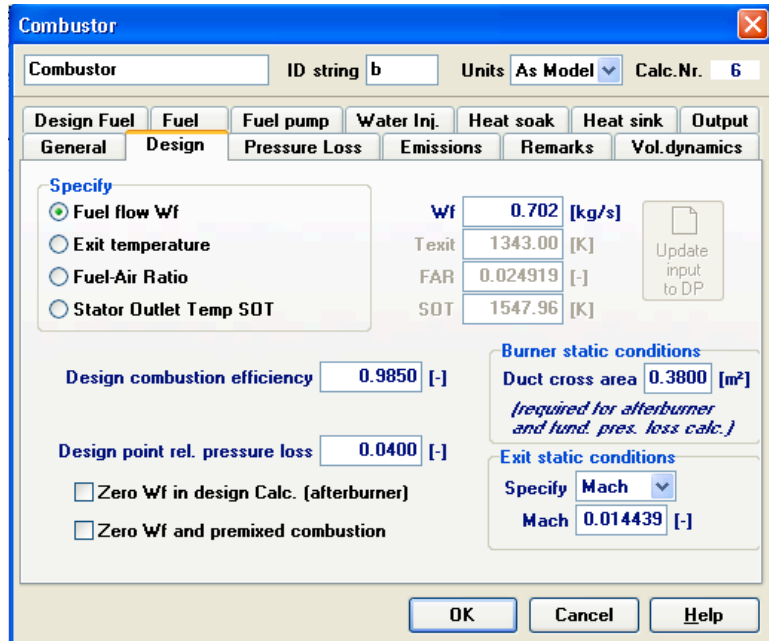 Combustor
Combustor ID string b Units As Model Calc.Nr. 6
Design Fuel Fuel Fuel pump Water Inj. Heat soak Heat sink Output
General Design Pressure Loss Emissions Remarks Vol.dynamics
Specify
Fuel flow Wf
Exit temperature
Fuel-Air Ratio
Stator Outlet Temp SOT
Wf 0.702 [kg/s]
Texit 1343.00 [K]
FAR 0.024919 [-]
SOT 1547.96 [K]
Update
input
to DP
Design combustion efficiency 0.9850 [-]
Design point rel. pressure loss 0.0400 [-]
Zero Wf in design Calc. (afterburner)
Zero Wf and premixed combustion
Burner static conditions
Duct cross area 0.3800 [m²]
(required for afterburner
and fund. pres. loss calc.)
Exit static conditions
Specify Mach
Mach 0.014439 [-]
OK Cancel Help